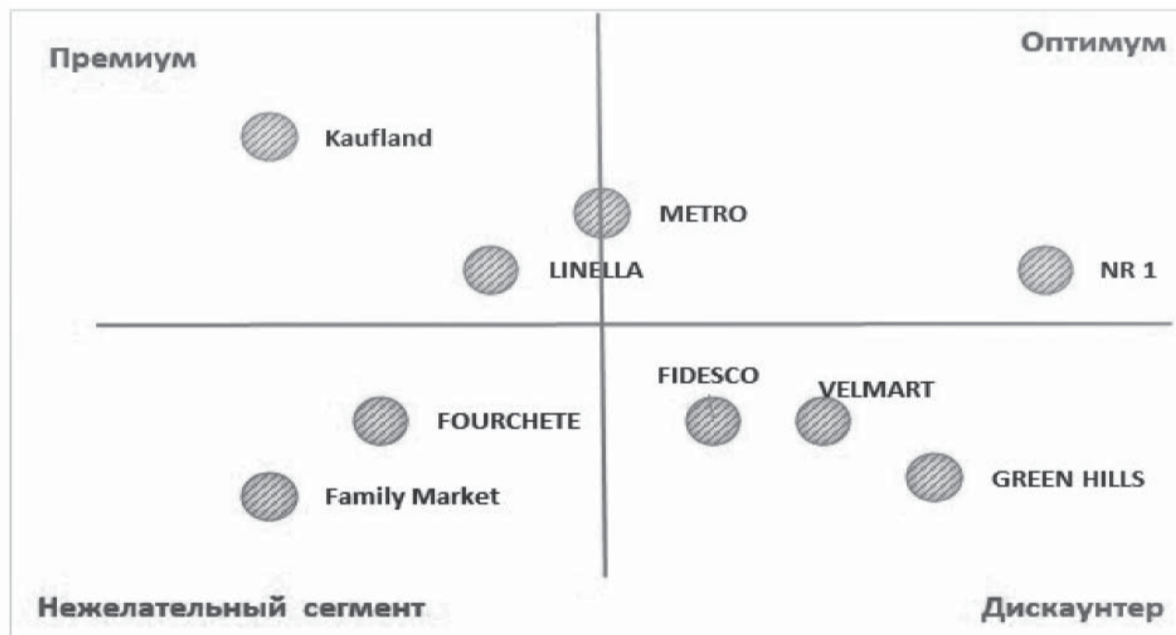 Премиум
Оптимум
Kaufland
METRO
LINELLA
NR 1
FIDESCO
VELMART
FOURCHETE
GREEN HILLS
Family Market
Нежелательный сегмент
Дискаунтер